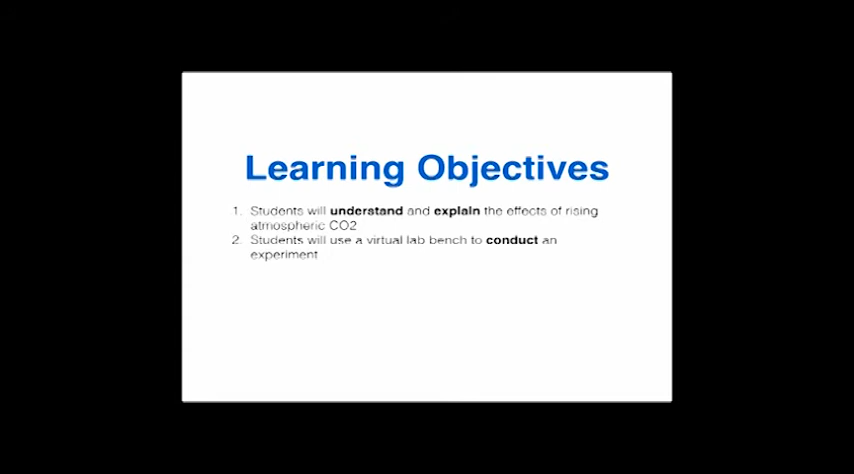 Learning Objectives
1. Students will understand and explain the effects of rising
atmospheric CO2
2. Students will use a virtual lab bench to conduct an
experiment